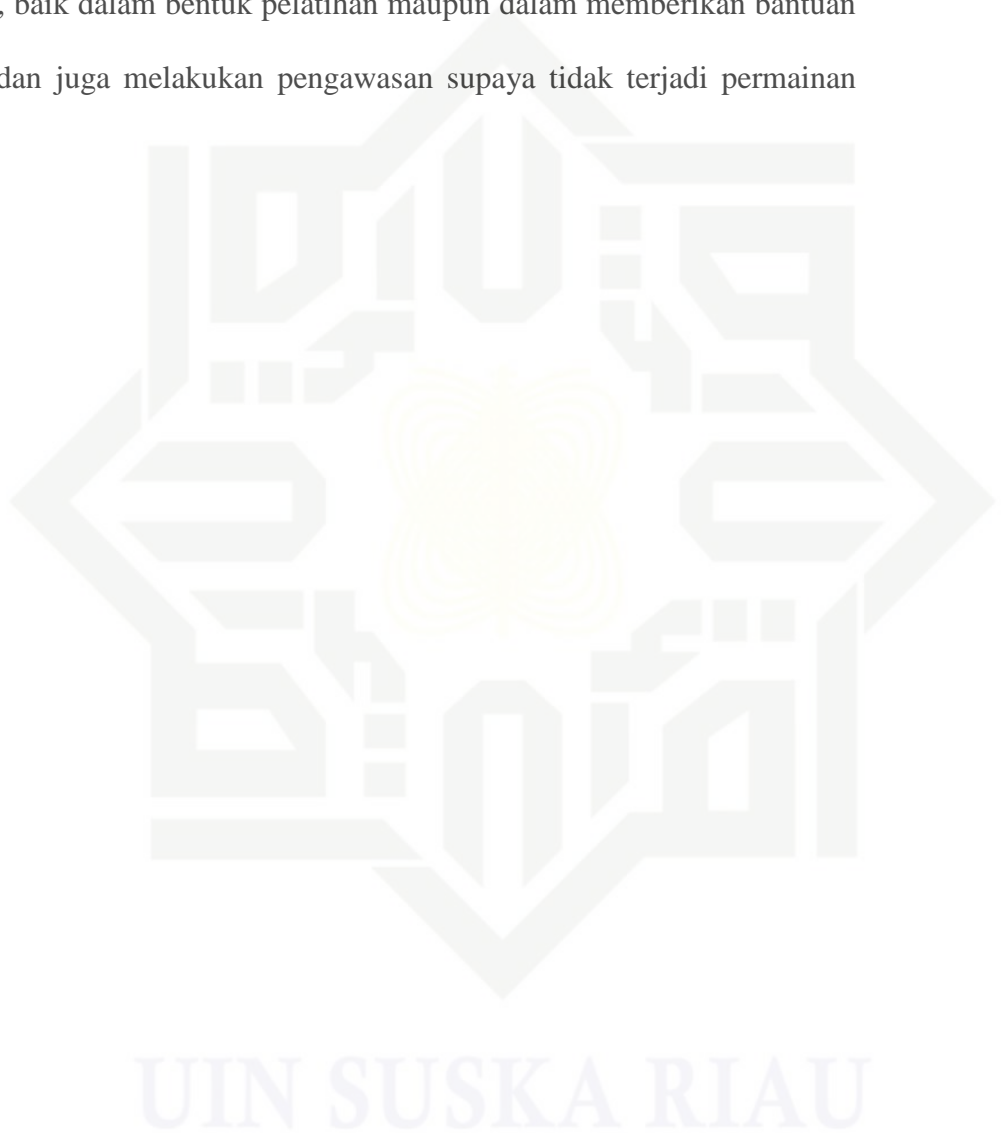 , baik dalam bentuk pelatihan maupun dalam memberikan bantuan
dan juga melakukan pengawasan supaya tidak terjadi permainan
UIN SUSKA RIAU